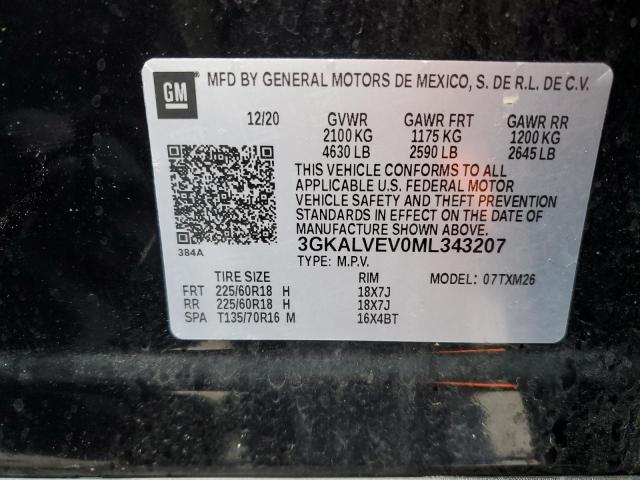 GM ® MFD BY GENERAL MOTORS DE MEXICO, S. DE R.L. DE C.V.
12/20 GVWR GAWR FRT GAWR RR
2100 KG 1175 KG 1200 KG
4630 LB 2590 LB 2645 LB
THIS VEHICLE CONFORMS TO ALL
APPLICABLE U.S. FEDERAL MOTOR
VEHICLE SAFETY AND THEFT PREVENTION
STANDARDS IN EFFECT ON THE DATE OF
MANUFACTURE SHOWN ABOVE.
384A
3GKALVEV0ML343207
TYPE: M.P.V.
TIRE SIZE RIM MODEL: 07TXM26
FRT 225/60R18 H 18X7J
RR 225/60R18 H 18X7J
SPA T135/70R16 M 16X4BT